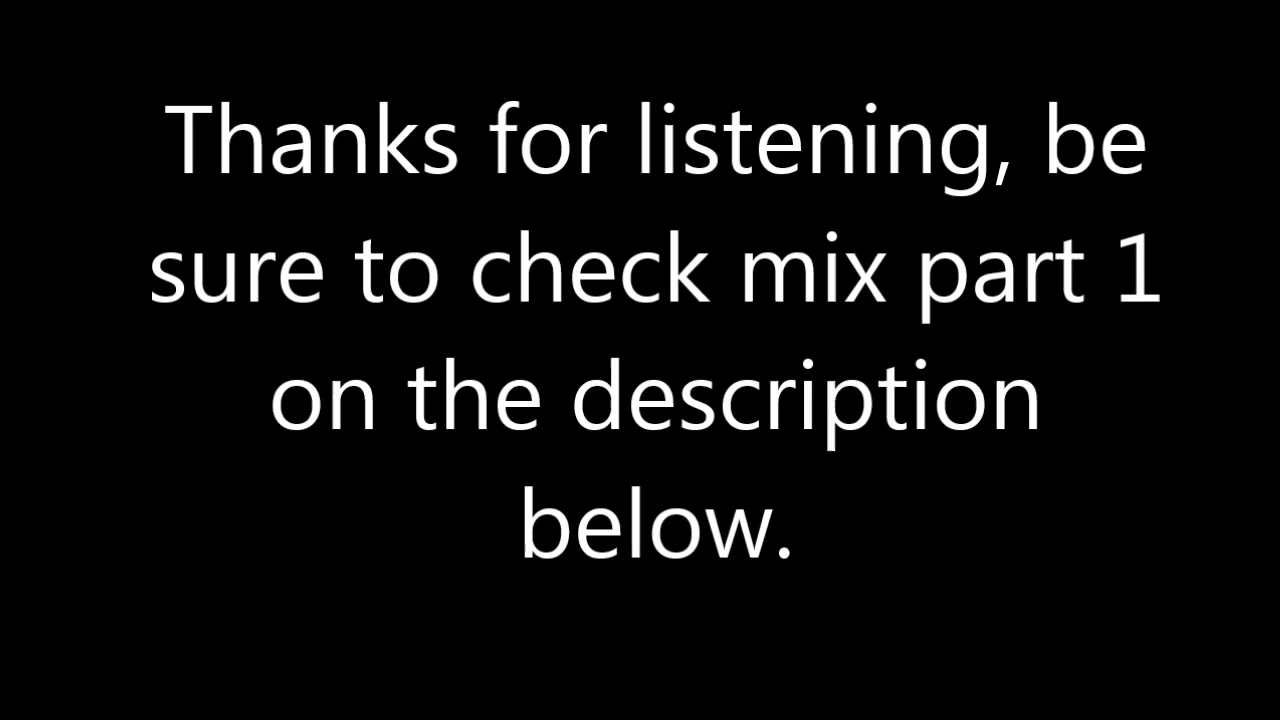 Thanks for listening, be
sure to check mix part 1
on the description
below.